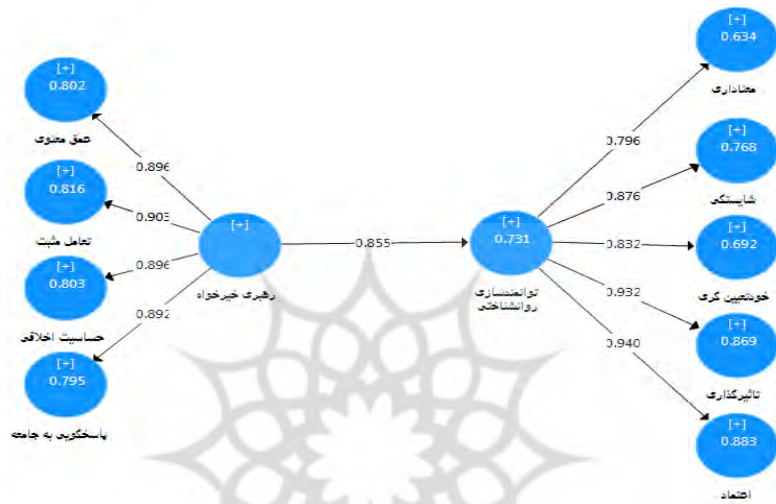 [+]
0.634
معناداری
[+]
0.802
عمق معنوی
0.796
[+]
0.768
شایستگی
0.896
0.876
[+]
0.816
تعامل مثبت
0.903
[+]
رهبری خیرخواه
0.855
[+]
0.731
توانمندسازی
روانشناختی
0.832
[+]
0.692
خودتعیین گری
0.896
[+]
0.803
حساسیت اخلاقی
0.932
0.892
[+]
0.869
تاثیرگذاری
[+]
0.795
پاسخگویی به جامعه
0.940
[+]
0.883
اعتماد